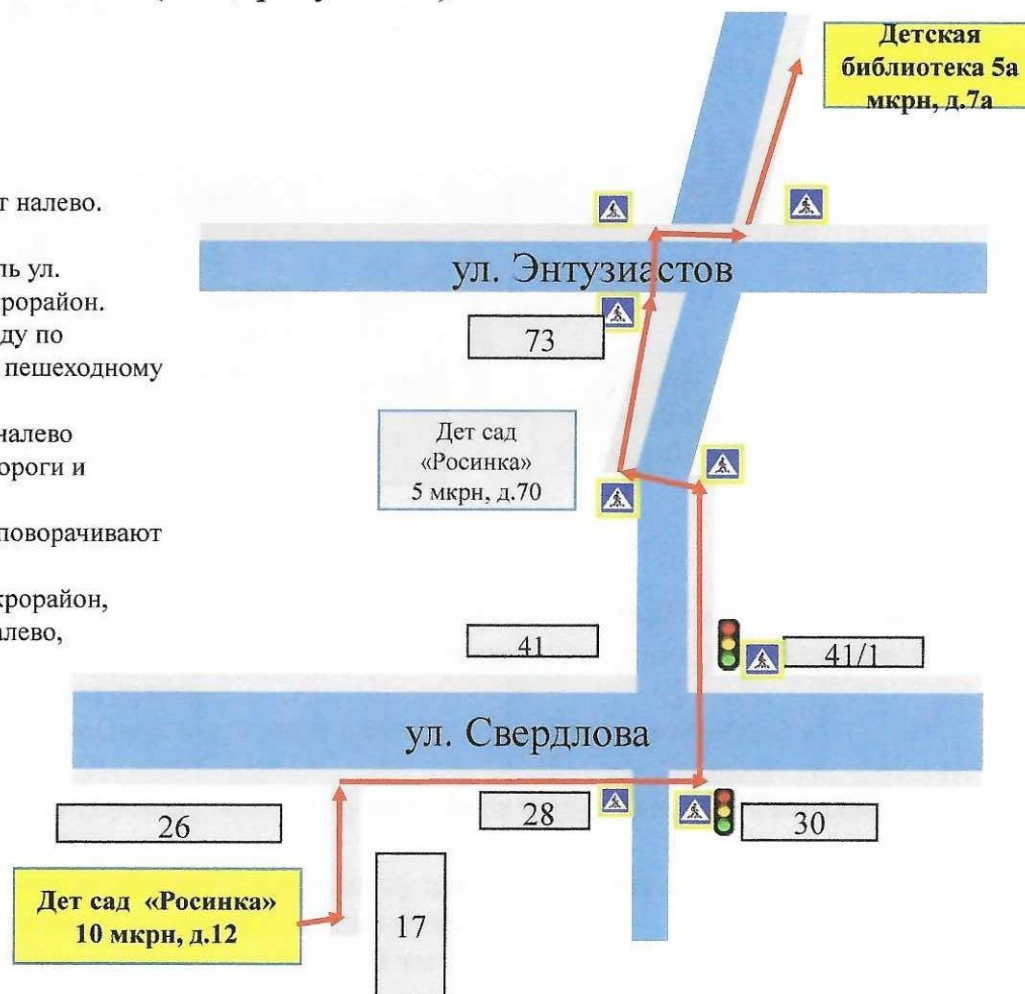 Детская
библиотека 5а
мкрн, д.7а
т налево.
ль ул.
рорайон.
ду по
пешеходному
налево
ороги и
поворачивают
крорайон,
алево,
ул. Энтузиастов
73
Дет сад
«Росинка»
5 мкрн, д.70
41
41/1
ул. Свердлова
26
28
30
Дет сад «Росинка»
10 мкрн, д.12
17